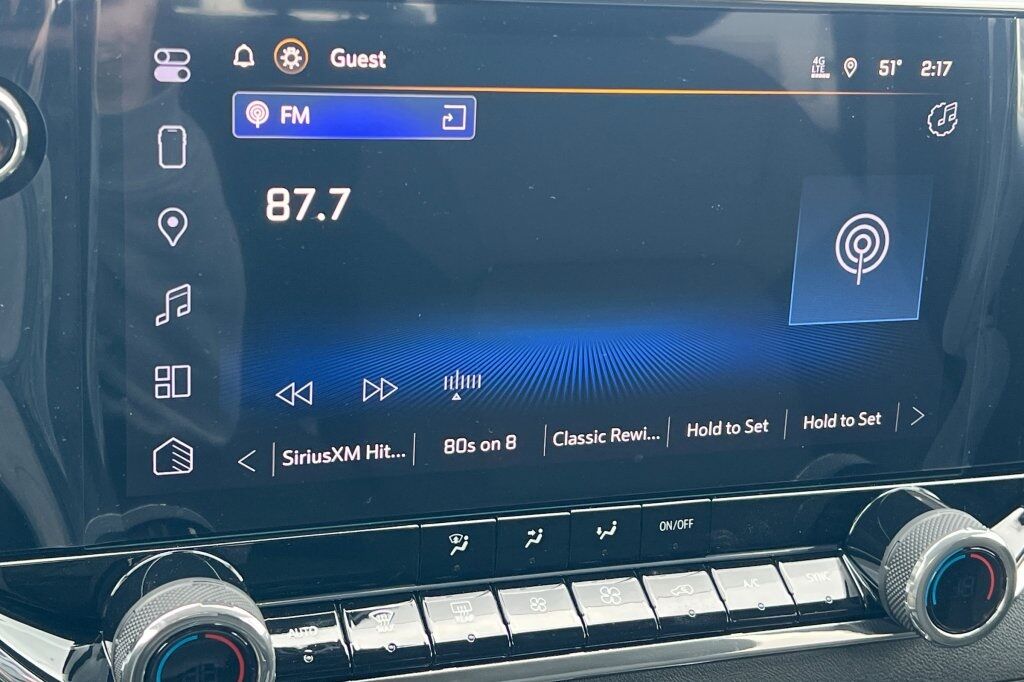 Guest
4G LTE 51° 2:17
FM
87.7
SiriusXM Hit... 80s on 8 Classic Rewi... Hold to Set Hold to Set
ON/OFF
AUTO A/C SYNC